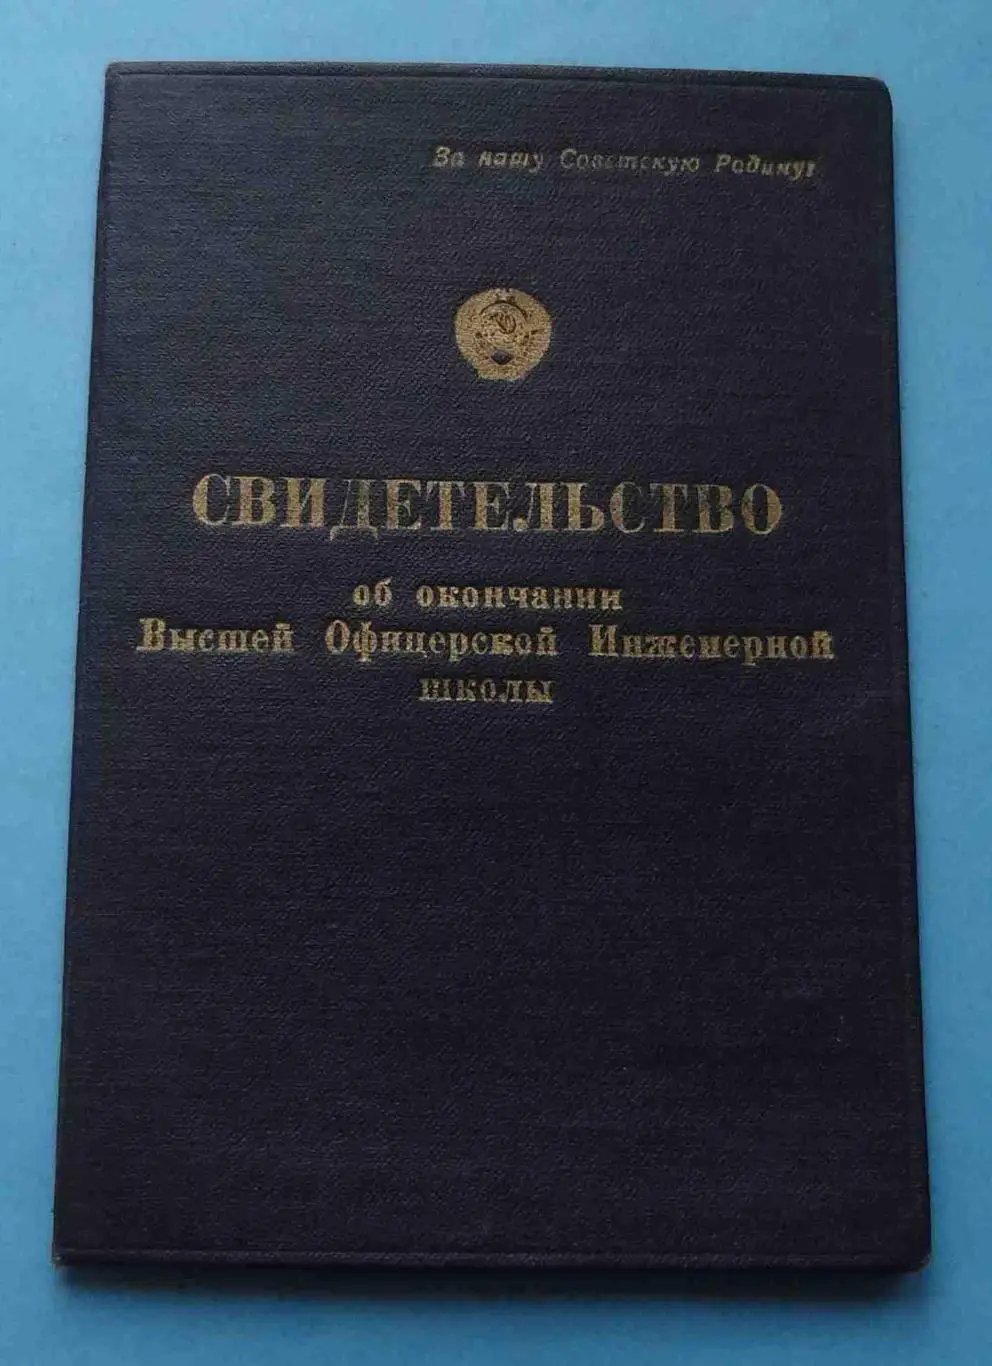 За нашу Советскую Родину!
СВИДЕТЕЛЬСТВО
об окончании
Высшей Офицерской Инженерной
школы